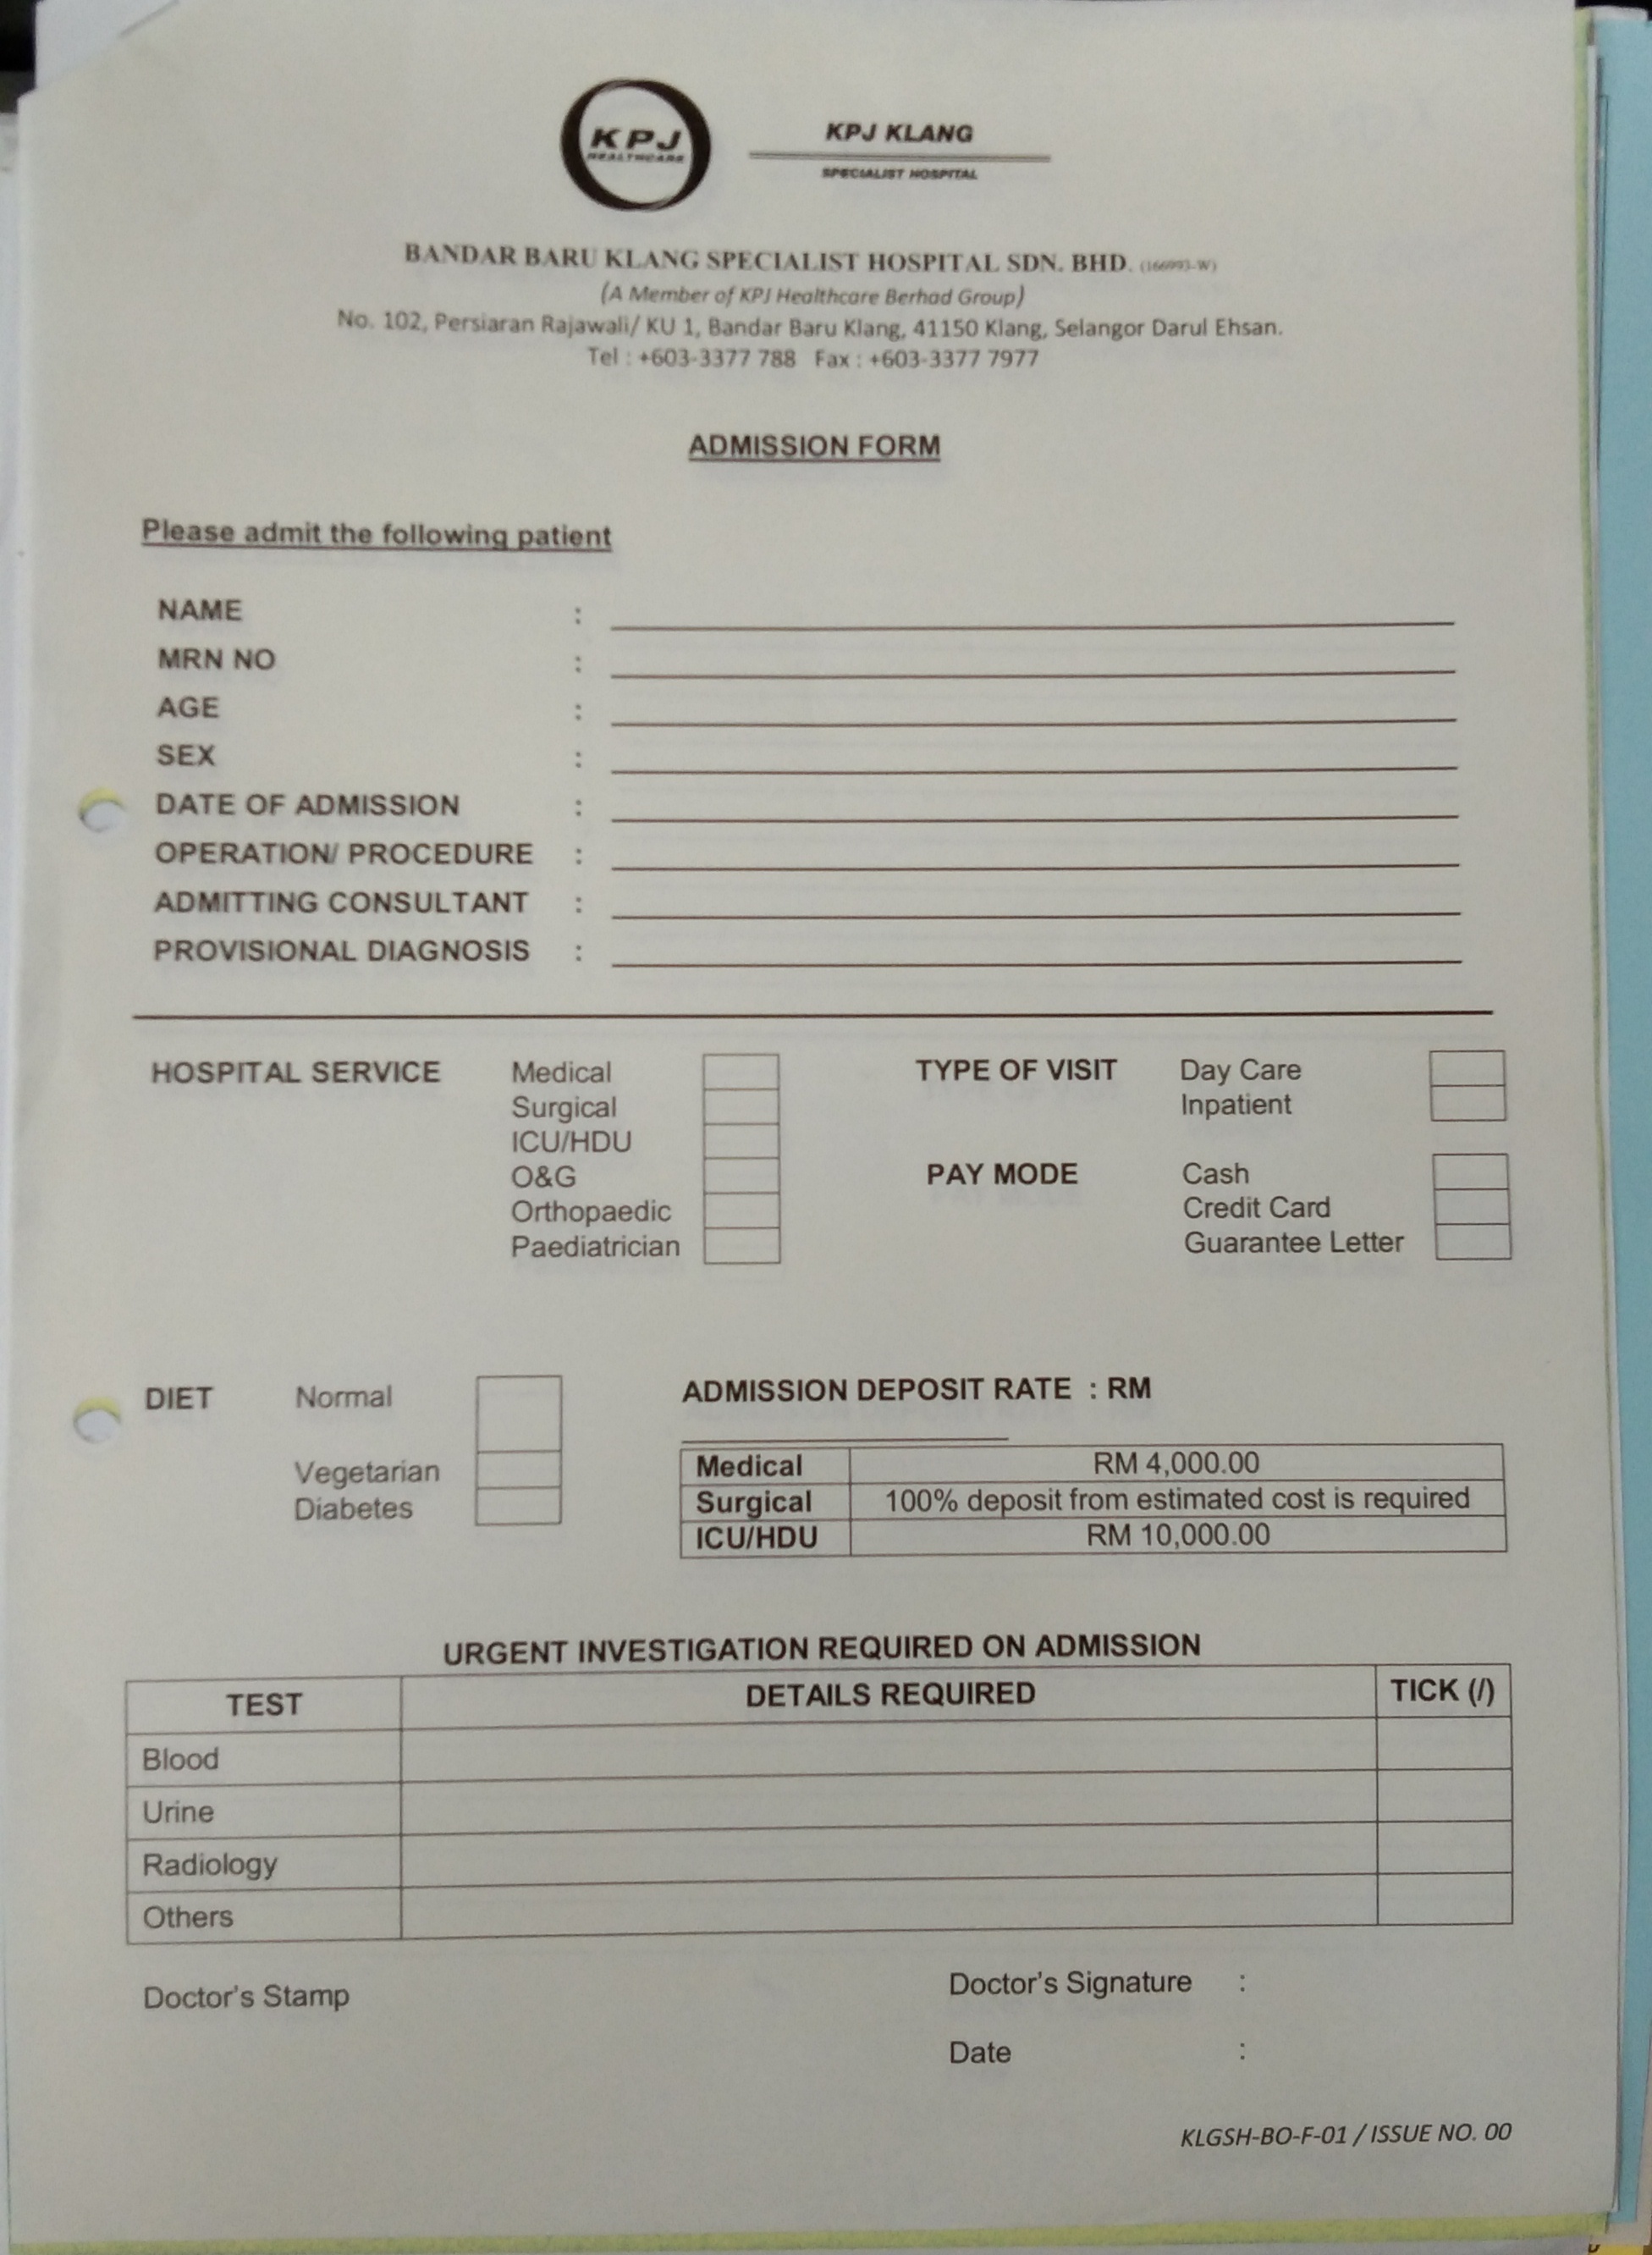 KPJ
HEALTHCARE
KPJ KLANG
SPECIALIST HOSPITAL
BANDAR BARU KLANG SPECIALIST HOSPITAL SDN. BHD.
(A Member of KPJ Healthcare Berhad Group)
No. 102, Persiaran Rajawali/ KU 1, Bandar Baru Klang, 41150 Klang, Selangor Darul Ehsan.
Tel : +603-3377 788 Fax : +603-3377 7977
ADMISSION FORM
Please admit the following patient
NAME :
MRN NO :
AGE :
SEX :
DATE OF ADMISSION :
OPERATION/ PROCEDURE :
ADMITTING CONSULTANT :
PROVISIONAL DIAGNOSIS :
HOSPITAL SERVICE Medical TYPE OF VISIT Day Care
Surgical Inpatient
ICU/HDU
O&G PAY MODE Cash
Orthopaedic Credit Card
Paediatrician Guarantee Letter
DIET Normal ADMISSION DEPOSIT RATE : RM
Vegetarian Medical RM 4,000.00
Diabetes Surgical 100% deposit from estimated cost is required
ICU/HDU RM 10,000.00
URGENT INVESTIGATION REQUIRED ON ADMISSION
TEST DETAILS REQUIRED TICK (/)
Blood
Urine
Radiology
Others
Doctor's Stamp Doctor's Signature :
Date :
KLGSH-BO-F-01 / ISSUE NO. 00